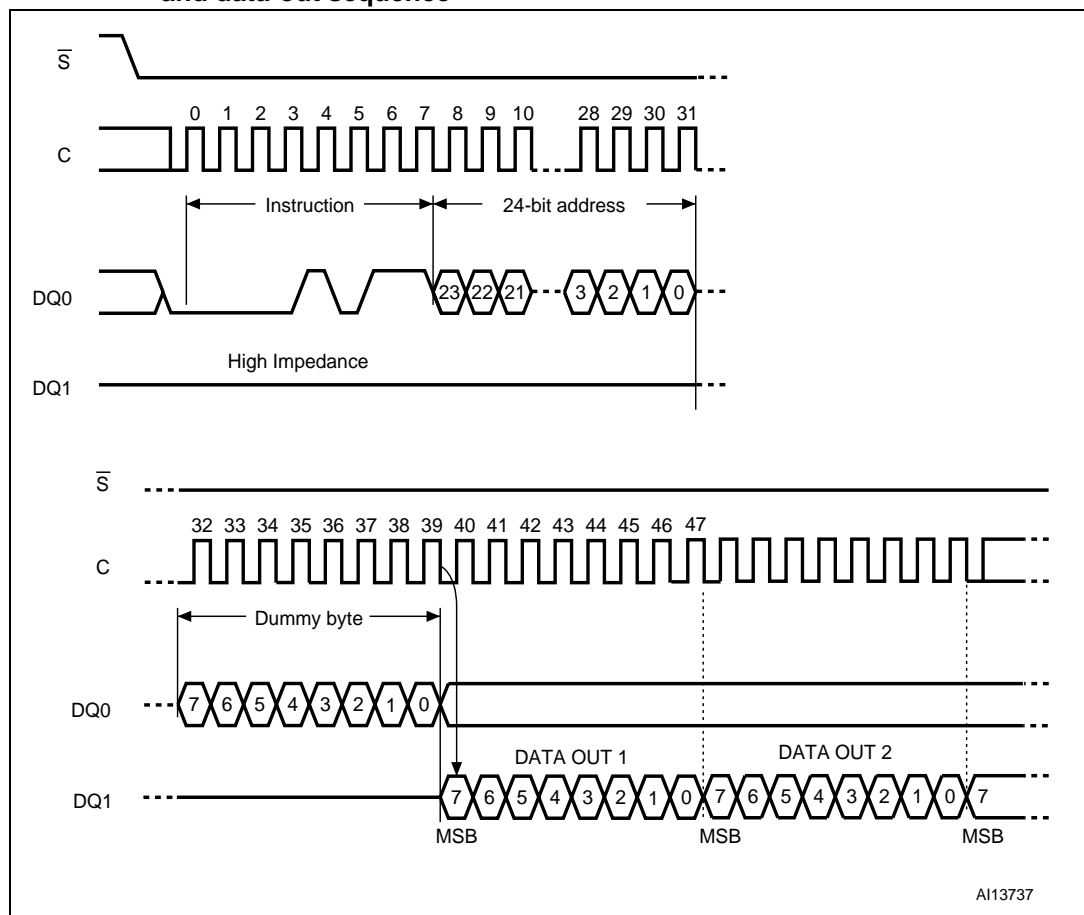 and data-out sequence
S
0 1 2 3 4 5 6 7 8 9 10 28 29 30 31
C
Instruction 24-bit address
DQ0 23 22 21 3 2 1 0
High Impedance
DQ1
S
32 33 34 35 36 37 38 39 40 41 42 43 44 45 46 47
C
Dummy byte
DQ0 7 6 5 4 3 2 1 0
DATA OUT 1 DATA OUT 2
DQ1 7 6 5 4 3 2 1 0 7 6 5 4 3 2 1 0 7
MSB MSB MSB
AI13737